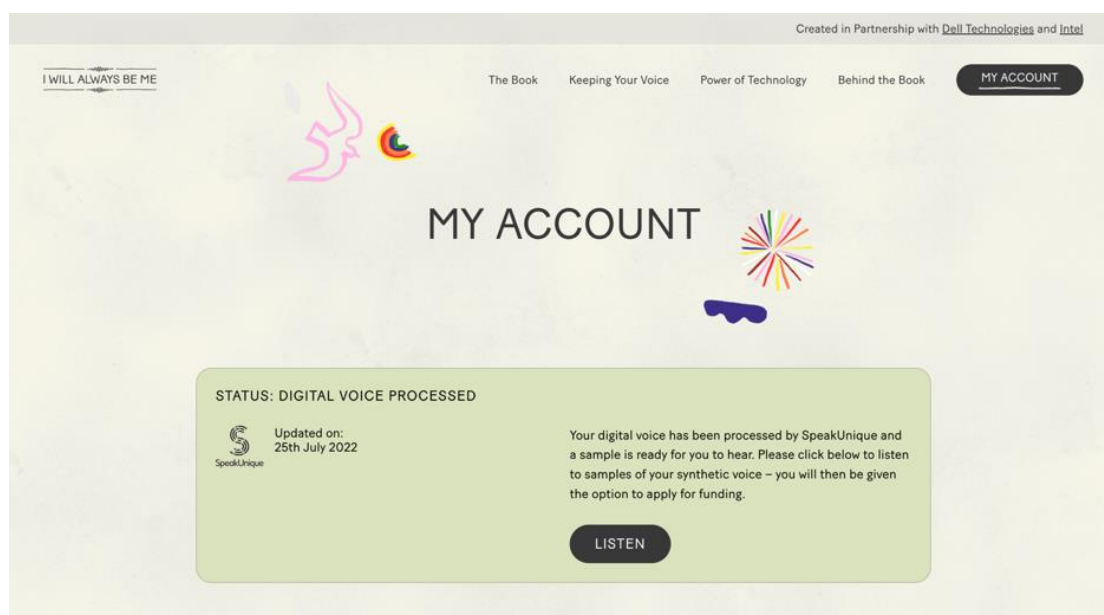 Created in Partnership with Dell Technologies and Intel
I WILL ALWAYS BE ME
The Book
Keeping Your Voice
Power of Technology
Behind the Book
MY ACCOUNT
MY ACCOUNT
STATUS: DIGITAL VOICE PROCESSED
SpeakUnique
Updated on:
25th July 2022
Your digital voice has been processed by SpeakUnique and
a sample is ready for you to hear. Please click below to listen
to samples of your synthetic voice – you will then be given
the option to apply for funding.
LISTEN